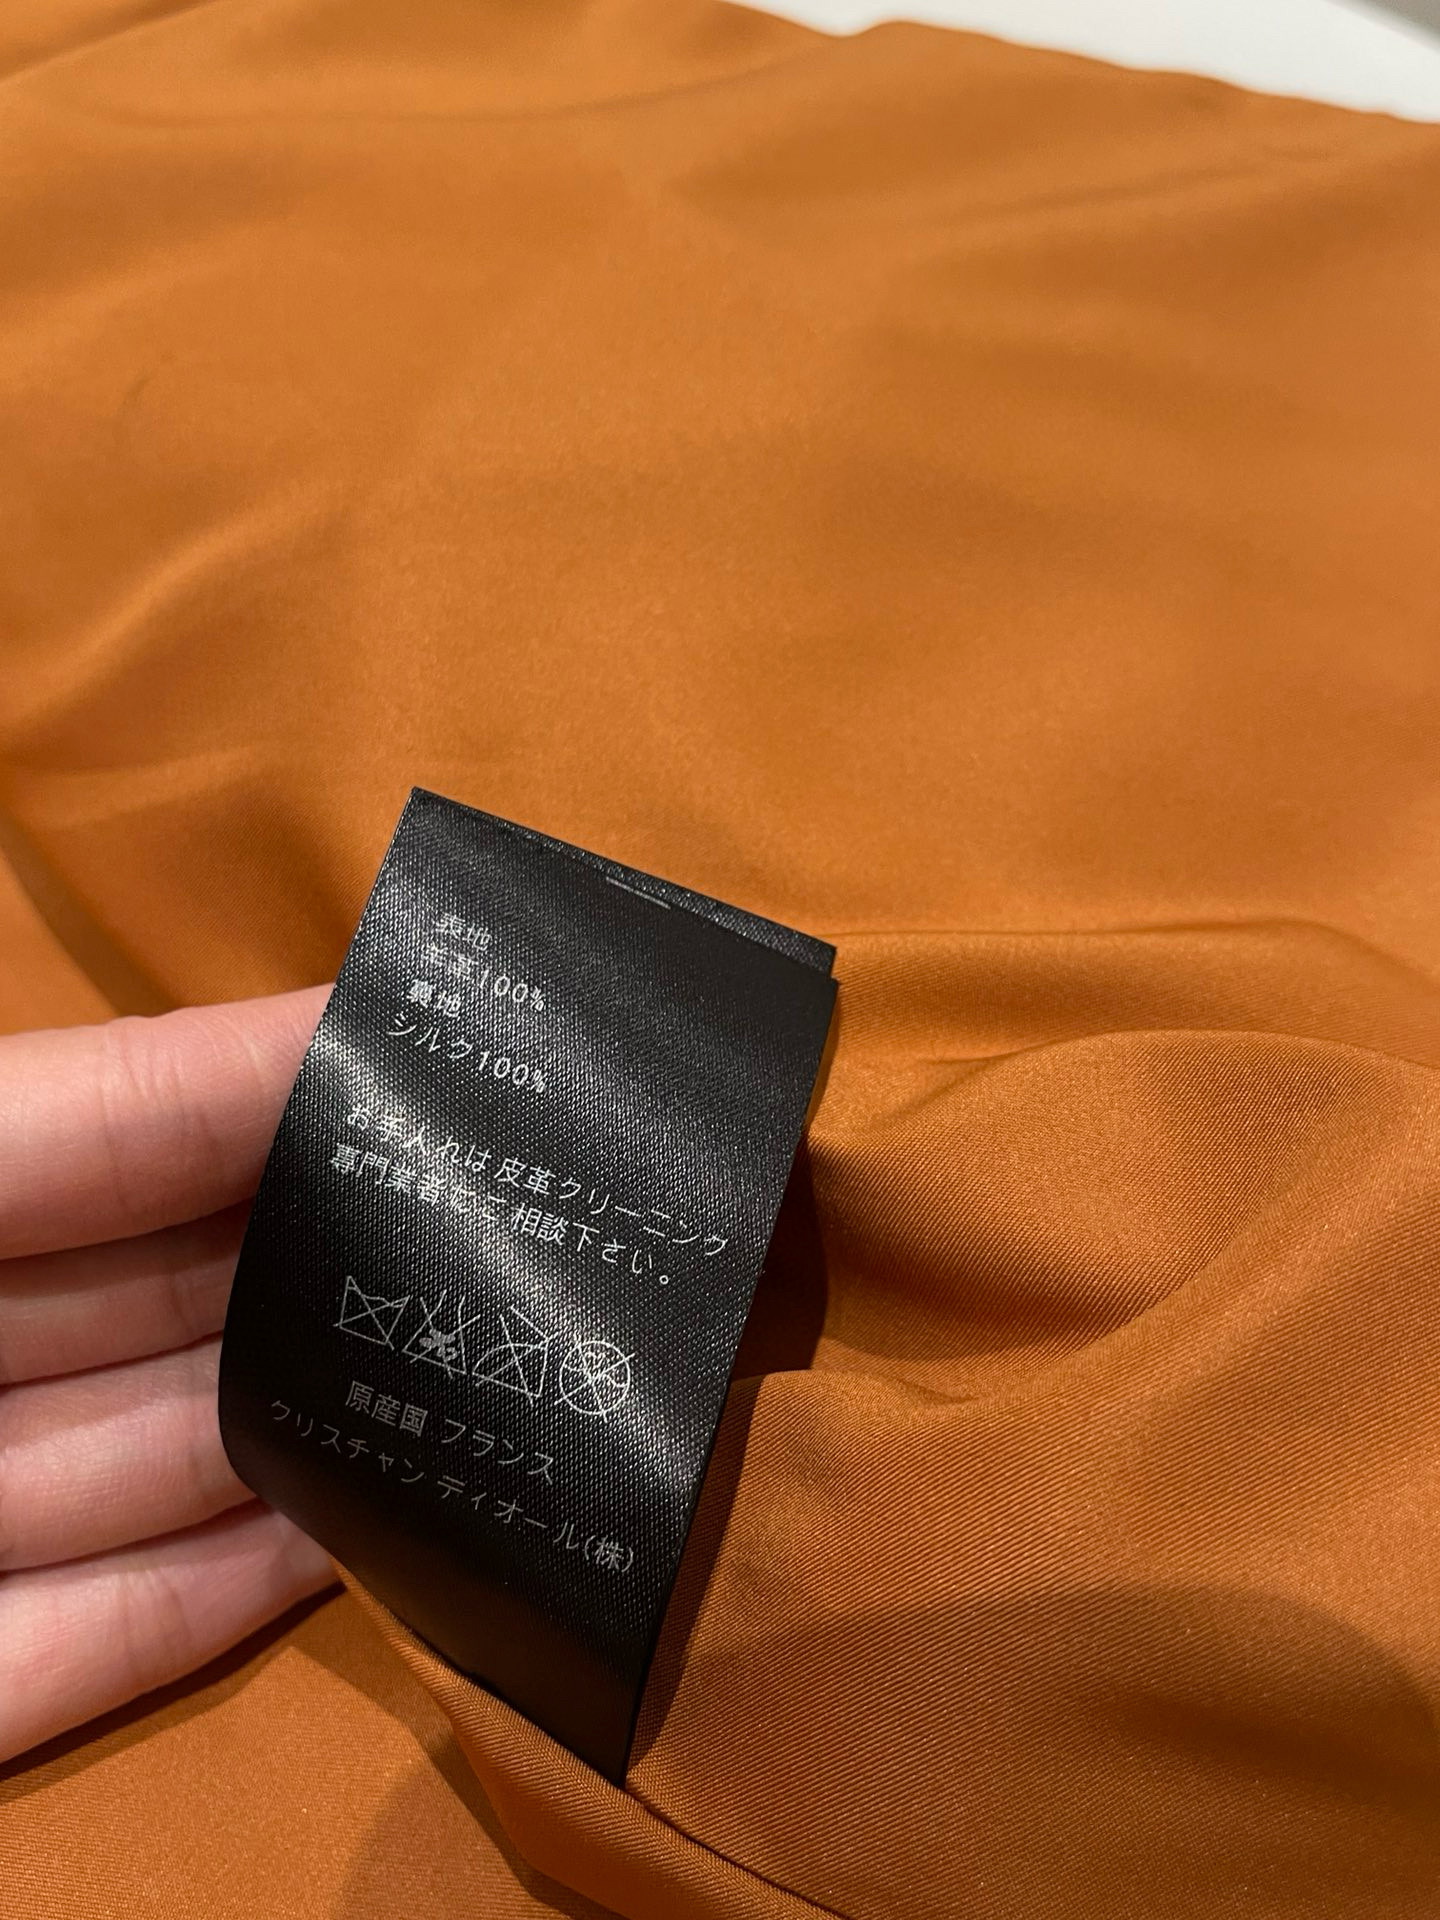 表地
羊革100%
裏地
シルク100%
お手入れは皮革クリーニング
専門業者にご相談下さい。
原産国 フランス
クリスチャン ディオール(株)